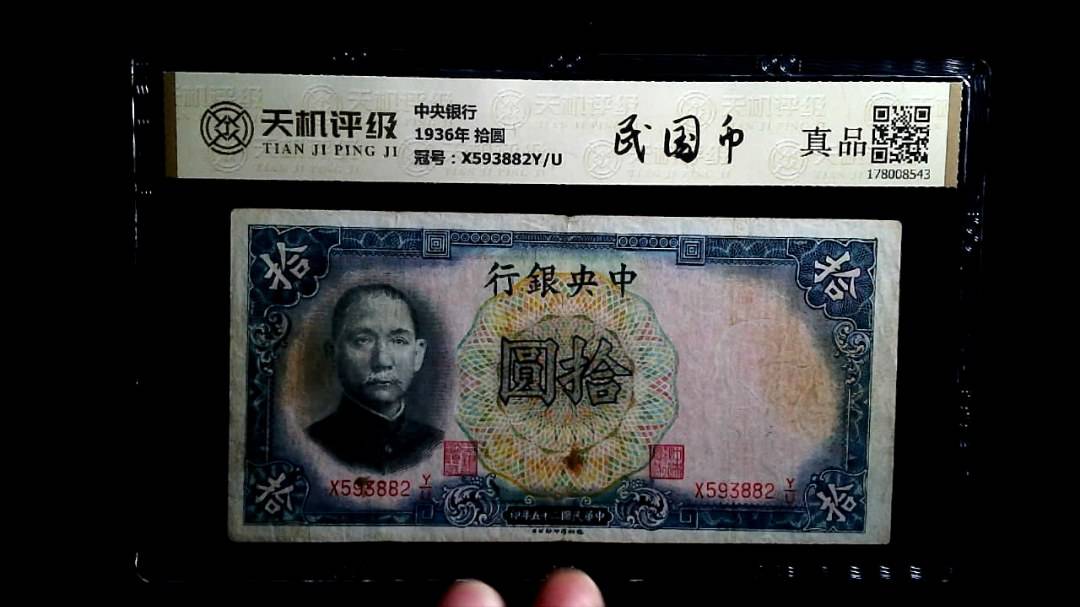 天机评级
TIAN JI PING JI
中央银行
1936年 拾圆
冠号：X593882Y/U
民国币
真品
178008543
拾
行銀央中
拾
圓拾
X593882 Y/U
X593882 Y/U
拾
印年五十二國民華中
拾